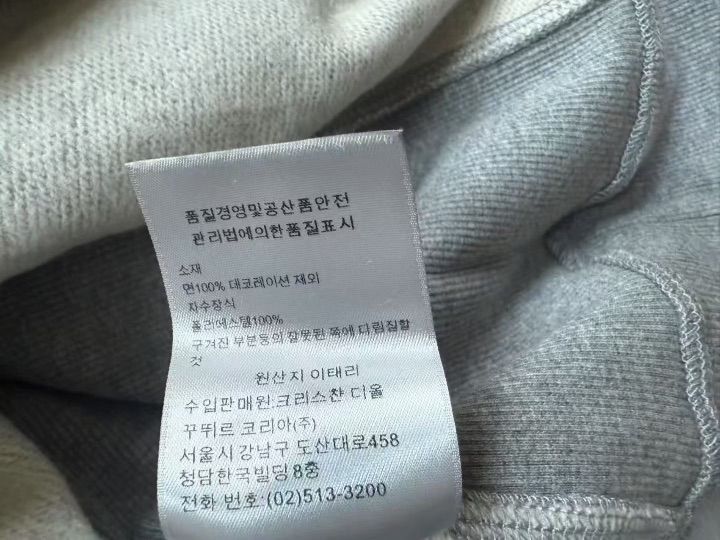 품질경영및공산품안전
관리법에의한품질표시
소재
면100% 대코레이션 제외
자수장식
폴리에스텔100%
구겨진 부분등의 잘못된 쪽에 다림질할
것
원산지 이태리
수입판매원:크리스챤 디올
꾸뛰르 코리아(주)
서울시강남구 도산대로458
청담한국빌딩8층
전화 번호:(02)513-3200